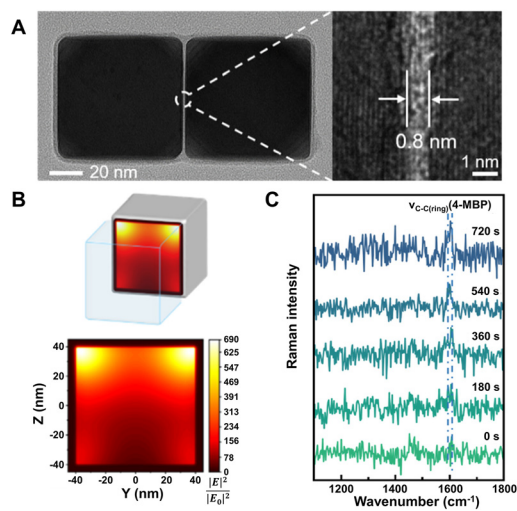 A
20 nm
0.8 nm
1 nm
B
Z (nm)
40
20
0
-20
-40
-40 -20 0 20 40
Y (nm)
690
625
547
469
391
313
234
156
78
0
|E|²
|E₀|²
C
νC-C(ring)(4-MBP)
720 s
540 s
360 s
180 s
0 s
Raman intensity
1200 1400 1600 1800
Wavenumber (cm⁻¹)